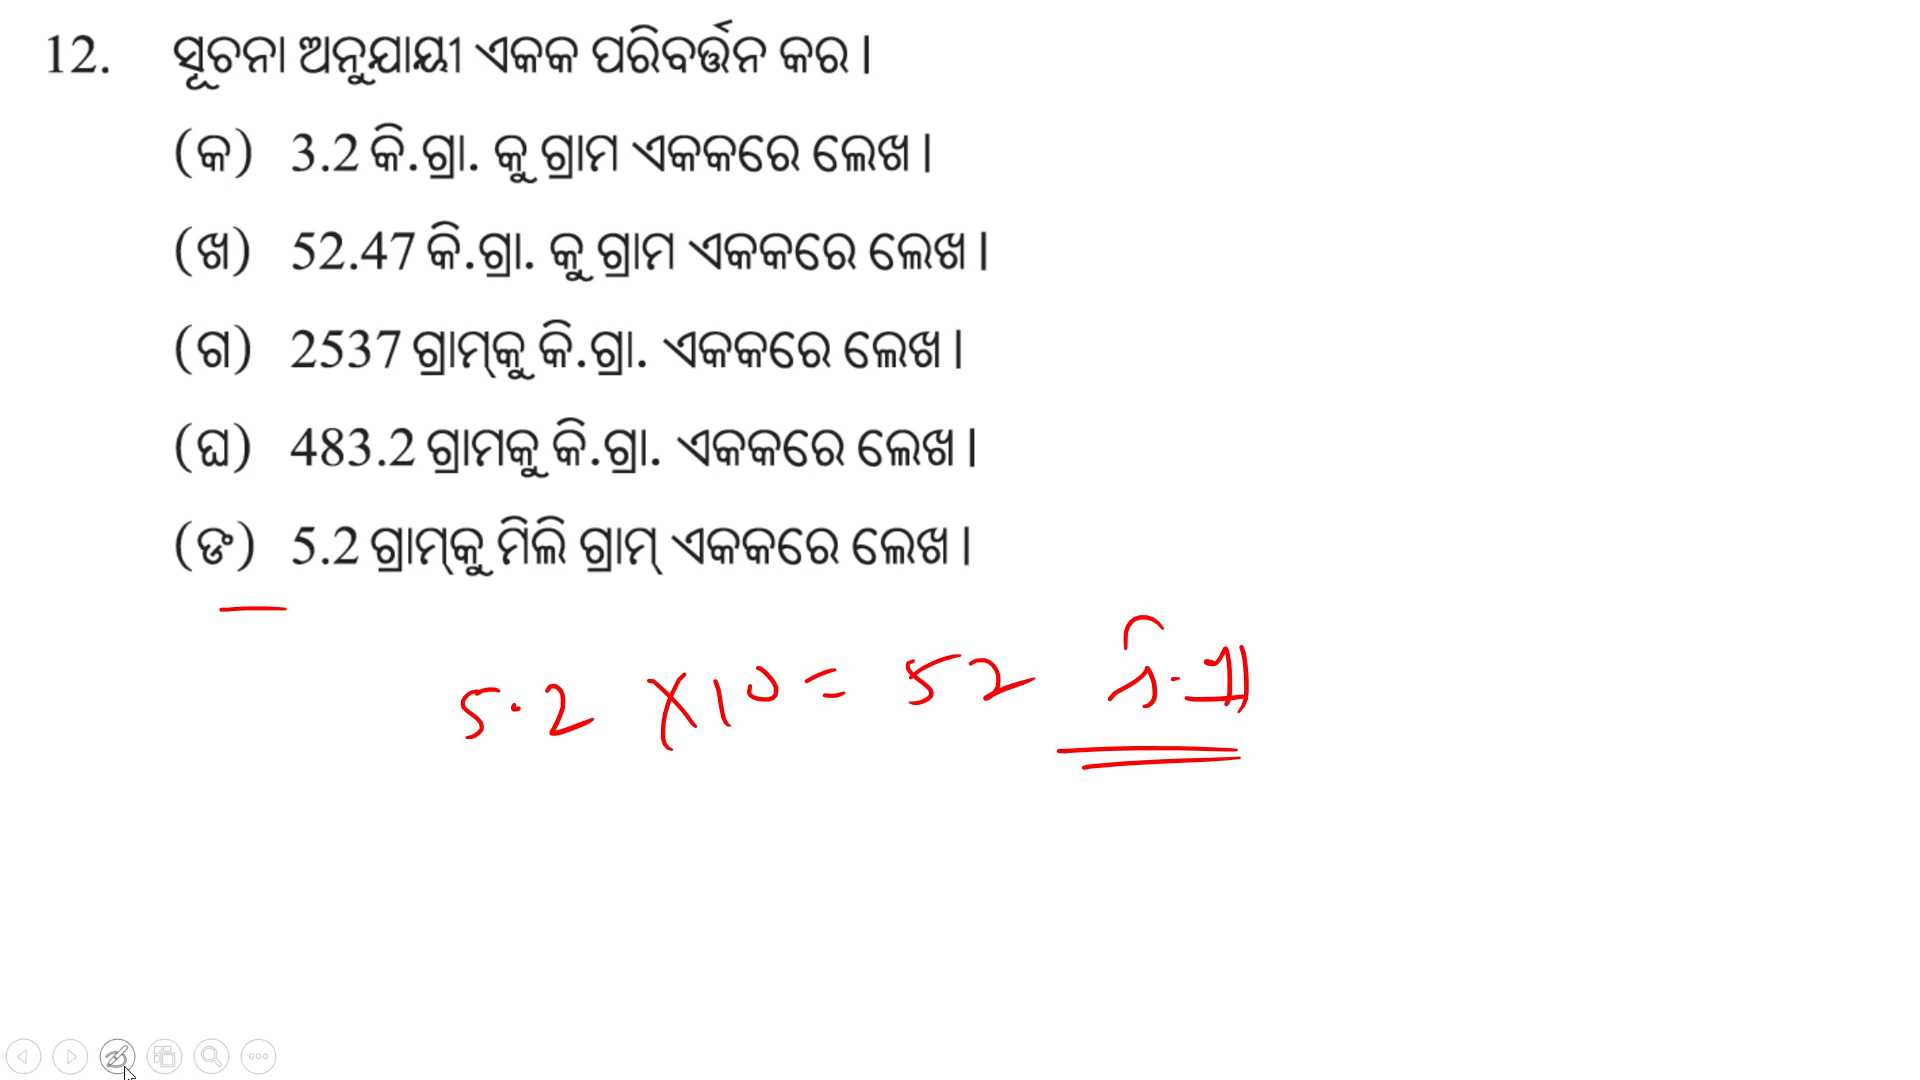 12. ସୂଚନା ଅନୁଯାୟୀ ଏକକ ପରିବର୍ତ୍ତନ କର।
(କ) 3.2 କି.ଗ୍ରା. କୁ ଗ୍ରାମ ଏକକରେ ଲେଖ।
(ଖ) 52.47 କି.ଗ୍ରା. କୁ ଗ୍ରାମ ଏକକରେ ଲେଖ।
(ଗ) 2537 ଗ୍ରାମ୍‌କୁ କି.ଗ୍ରା. ଏକକରେ ଲେଖ।
(ଘ) 483.2 ଗ୍ରାମକୁ କି.ଗ୍ରା. ଏକକରେ ଲେଖ।
(ଙ) 5.2 ଗ୍ରାମ୍‌କୁ ମିଲି ଗ୍ରାମ୍ ଏକକରେ ଲେଖ।
5.2 X10 = 52 ମି.ଗ୍ରା